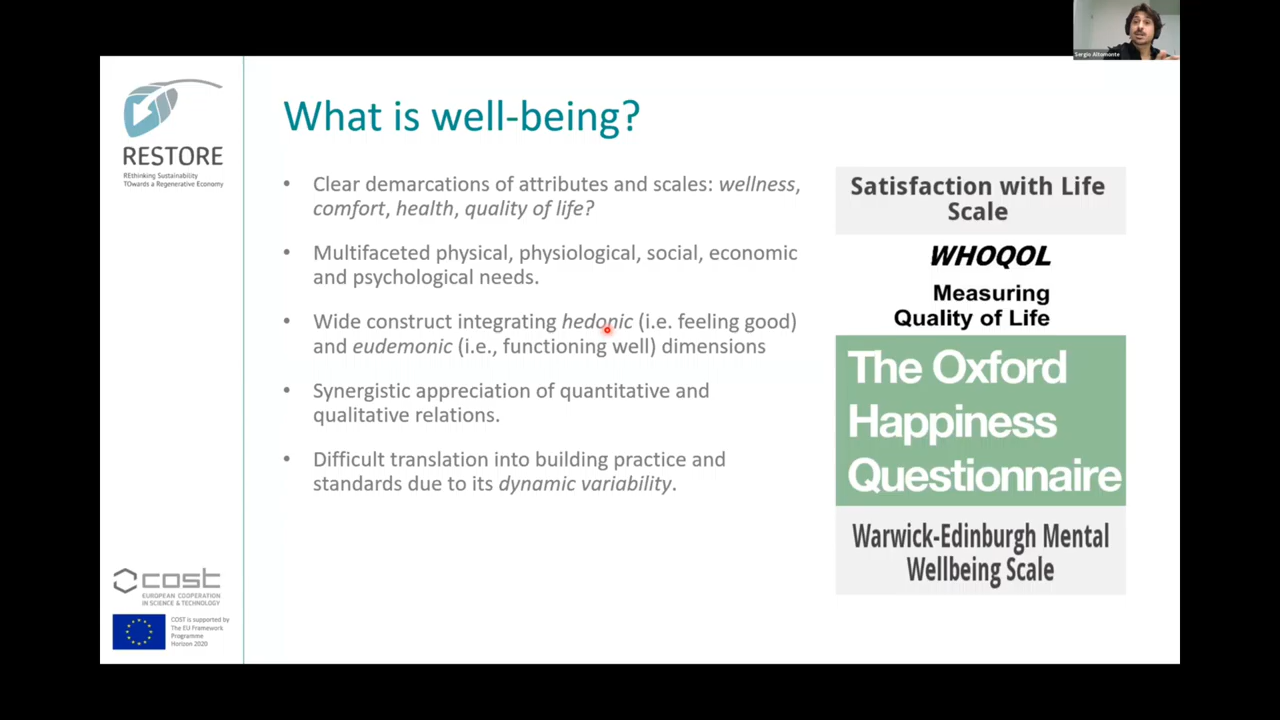 Sergio Altomonte
RESTORE
REthinking Sustainability
TOwards a Regenerative Economy
What is well-being?
• Clear demarcations of attributes and scales: wellness,
comfort, health, quality of life?
• Multifaceted physical, physiological, social, economic
and psychological needs.
• Wide construct integrating hedonic (i.e. feeling good)
and eudemonic (i.e., functioning well) dimensions
• Synergistic appreciation of quantitative and
qualitative relations.
• Difficult translation into building practice and
standards due to its dynamic variability.
Satisfaction with Life
Scale
WHOQOL
Measuring
Quality of Life
The Oxford
Happiness
Questionnaire
Warwick-Edinburgh Mental
Wellbeing Scale
cost
EUROPEAN COOPERATION
IN SCIENCE & TECHNOLOGY
COST is supported by
The EU Framework
Programme
Horizon 2020